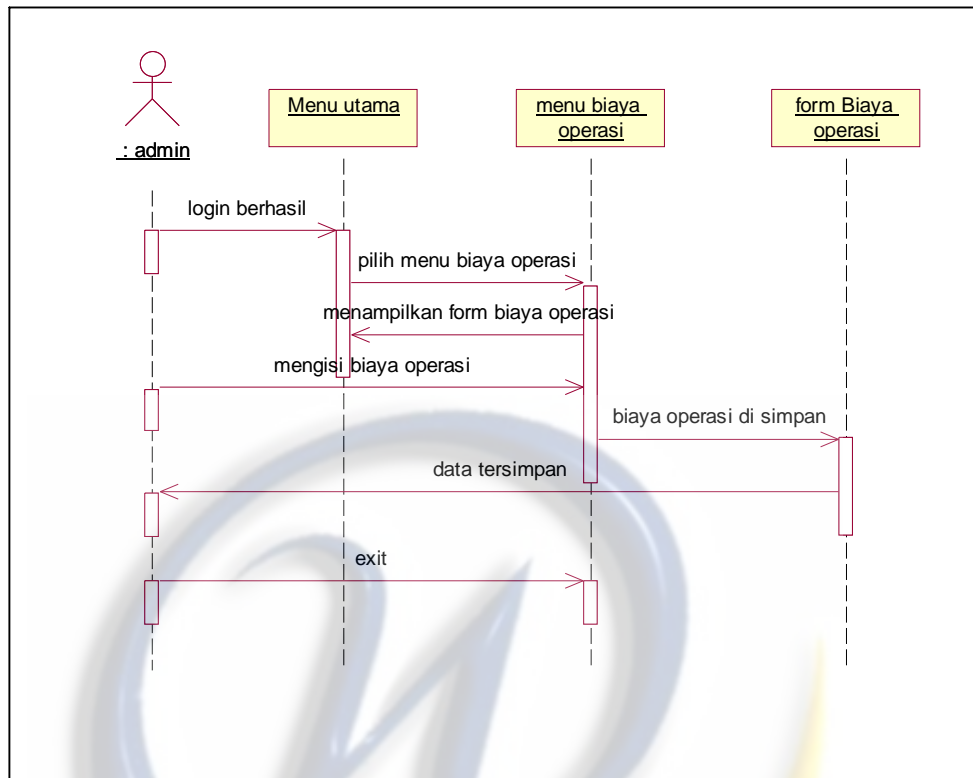 : admin
Menu utama
menu biaya
operasi
form Biaya
operasi
login berhasil
pilih menu biaya operasi
menampilkan form biaya operasi
mengisi biaya operasi
biaya operasi di simpan
data tersimpan
exit